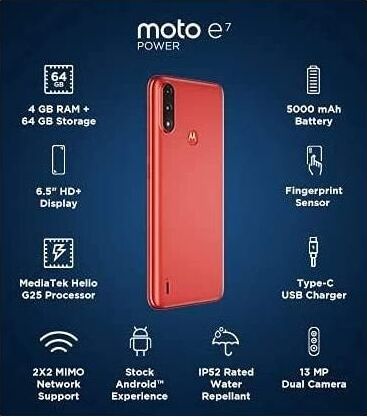 moto e7
POWER
64
GB
4 GB RAM +
64 GB Storage
5000 mAh
Battery
6.5" HD+
Display
Fingerprint
Sensor
MediaTek Helio
G25 Processor
Type-C
USB Charger
2X2 MIMO
Network
Support
Stock
Android™
Experience
IP52 Rated
Water
Repellant
13 MP
Dual Camera